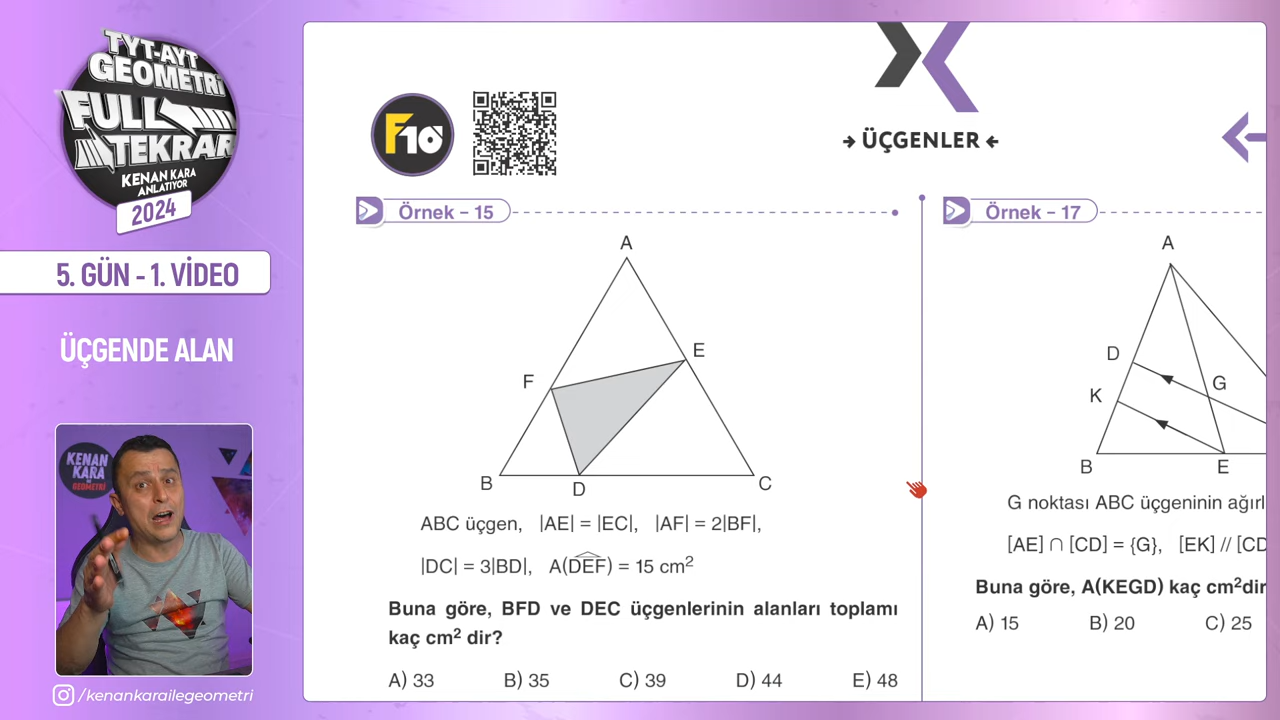 TYT-AYT
GEOMETRİ
FULL
TEKRAR
KENAN KARA
ANLATIYOR
2024
5. GÜN - 1. VİDEO
ÜÇGENDE ALAN
KENAN
KARA
GEOMETRI
/kenankarailegeometri
F10
ÜÇGENLER
Örnek – 15
A
E
F
B
D
C
ABC üçgen, |AE| = |EC|, |AF| = 2|BF|,
|DC| = 3|BD|, A(DEF) = 15 cm²
Buna göre, BFD ve DEC üçgenlerinin alanları toplamı
kaç cm² dir?
A) 33 B) 35 C) 39 D) 44 E) 48
Örnek – 17
A
D
K
G
B
E
G noktası ABC üçgeninin ağırl
[AE] ∩ [CD] = {G}, [EK] // [CD
Buna göre, A(KEGD) kaç cm²dir
A) 15 B) 20 C) 25